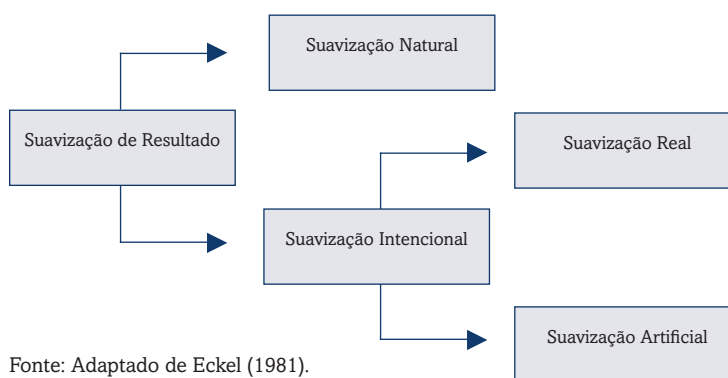 Suavização Natural
Suavização de Resultado
Suavização Real
Suavização Intencional
Suavização Artificial
Fonte: Adaptado de Eckel (1981).